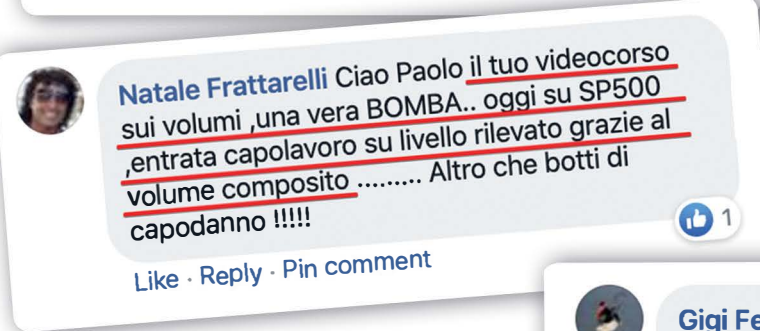 Natale Frattarelli Ciao Paolo il tuo videocorso
sui volumi ,una vera BOMBA.. oggi su SP500
,entrata capolavoro su livello rilevato grazie al
volume composito ......... Altro che botti di
capodanno !!!!!
1
Like · Reply · Pin comment
Gigi